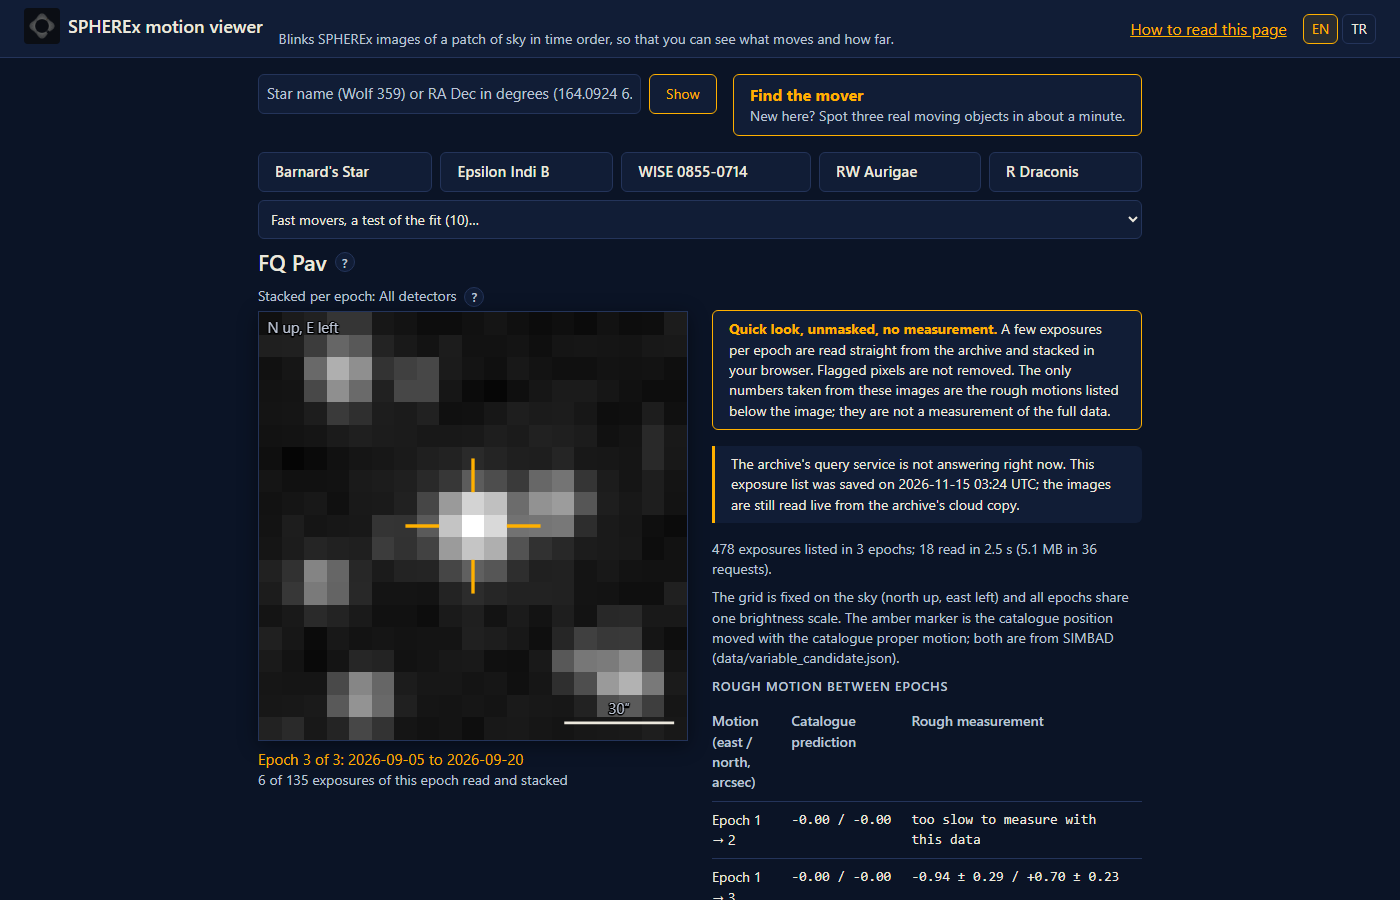 SPHEREx motion viewer
Blinks SPHEREx images of a patch of sky in time order, so that you can see what moves and how far.
How to read this page
EN
TR
Star name (Wolf 359) or RA Dec in degrees (164.0924 6.
Show
Find the mover
New here? Spot three real moving objects in about a minute.
Barnard's Star
Epsilon Indi B
WISE 0855-0714
RW Aurigae
R Draconis
Fast movers, a test of the fit (10)...
FQ Pav
?
Stacked per epoch: All detectors
?
N up, E left
30"
Epoch 3 of 3: 2026-09-05 to 2026-09-20
6 of 135 exposures of this epoch read and stacked
Quick look, unmasked, no measurement. A few exposures
per epoch are read straight from the archive and stacked in
your browser. Flagged pixels are not removed. The only
numbers taken from these images are the rough motions listed
below the image; they are not a measurement of the full data.
The archive's query service is not answering right now. This
exposure list was saved on 2026-11-15 03:24 UTC; the images
are still read live from the archive's cloud copy.
478 exposures listed in 3 epochs; 18 read in 2.5 s (5.1 MB in 36
requests).
The grid is fixed on the sky (north up, east left) and all epochs share
one brightness scale. The amber marker is the catalogue position
moved with the catalogue proper motion; both are from SIMBAD
(data/variable_candidate.json).
ROUGH MOTION BETWEEN EPOCHS
Motion
(east /
north,
arcsec)
Catalogue
prediction
Rough measurement
Epoch 1
→ 2
-0.00 / -0.00
too slow to measure with
this data
Epoch 1
→ 3
-0.00 / -0.00
-0.94 ± 0.29 / +0.70 ± 0.23